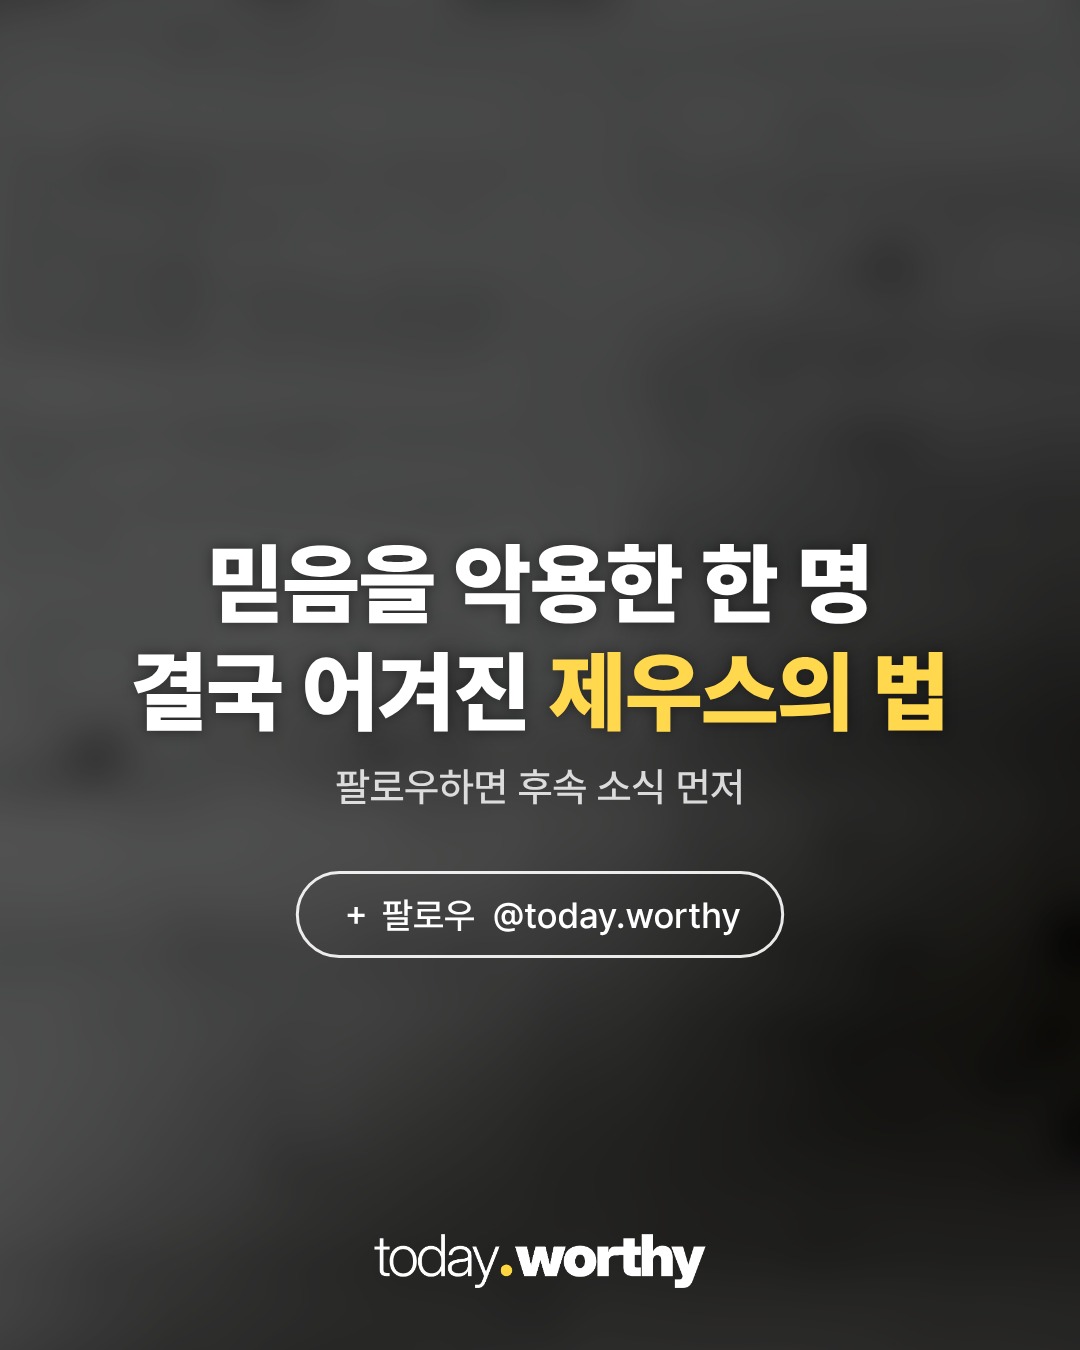 믿음을 악용한 한 명
결국 어겨진 제우스의 법
팔로우하면 후속 소식 먼저
+ 팔로우 @today.worthy
today.worthy